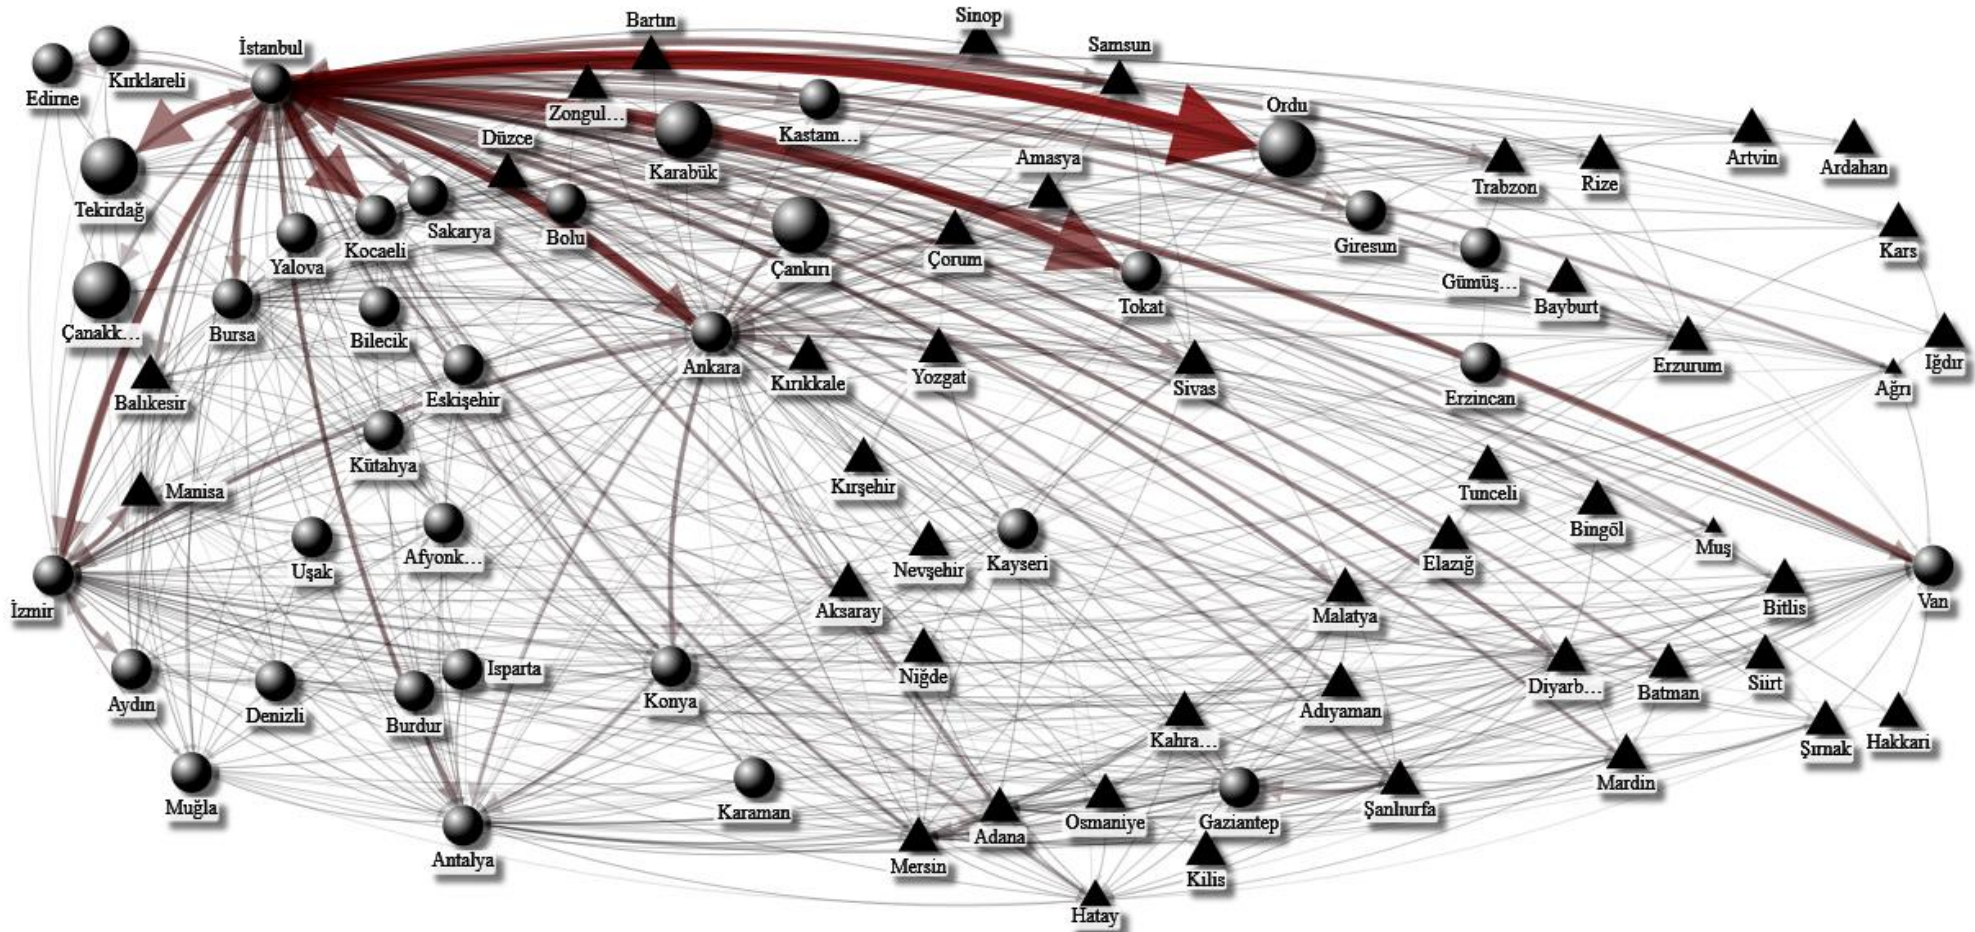 Bartın
Sinop
İstanbul
Samsun
Kırklareli
Edirne
Zongul...
Kastam...
Ordu
Düzce
Karabük
Amasya
Artvin
Ardahan
Trabzon
Rize
Tekirdağ
Sakarya
Bolu
Kocaeli
Yalova
Çankırı
Çorum
Giresun
Kars
Gümüş...
Bayburt
Tokat
Çanakk...
Bursa
Bilecik
Ankara
Kırıkkale
Yozgat
Sivas
Erzincan
Erzurum
Iğdır
Ağrı
Balıkesir
Eskişehir
Kütahya
Manisa
Kırşehir
Tunceli
Bingöl
Muş
Uşak
Afyonk...
Nevşehir
Kayseri
Elazığ
İzmir
Aksaray
Malatya
Bitlis
Van
Isparta
Niğde
Aydın
Denizli
Burdur
Konya
Adıyaman
Diyarb...
Batman
Siirt
Kahra...
Şırnak
Hakkari
Muğla
Karaman
Mardin
Antalya
Mersin
Adana
Osmaniye
Gaziantep
Şanlıurfa
Kilis
Hatay